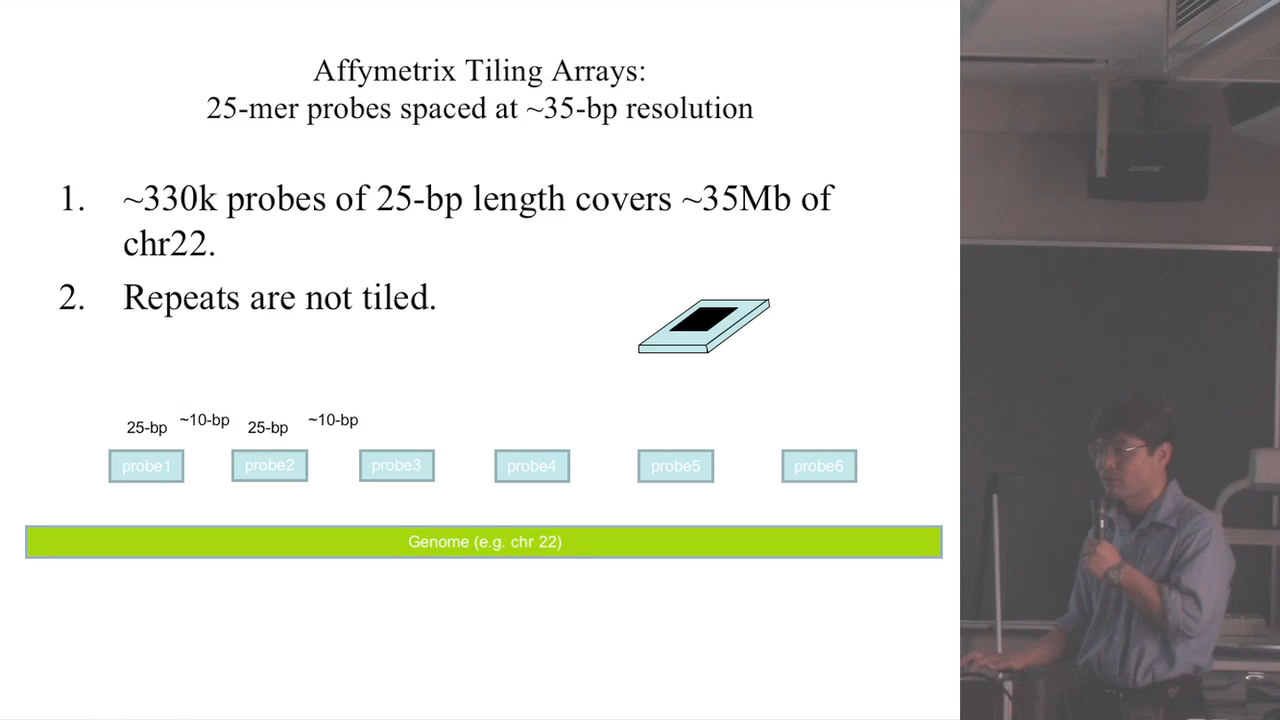 Affymetrix Tiling Arrays:
25-mer probes spaced at ~35-bp resolution
1. ~330k probes of 25-bp length covers ~35Mb of
chr22.
2. Repeats are not tiled.
25-bp ~10-bp 25-bp ~10-bp
probe1 probe2 probe3 probe4 probe5 probe6
Genome (e.g. chr 22)
BOSE